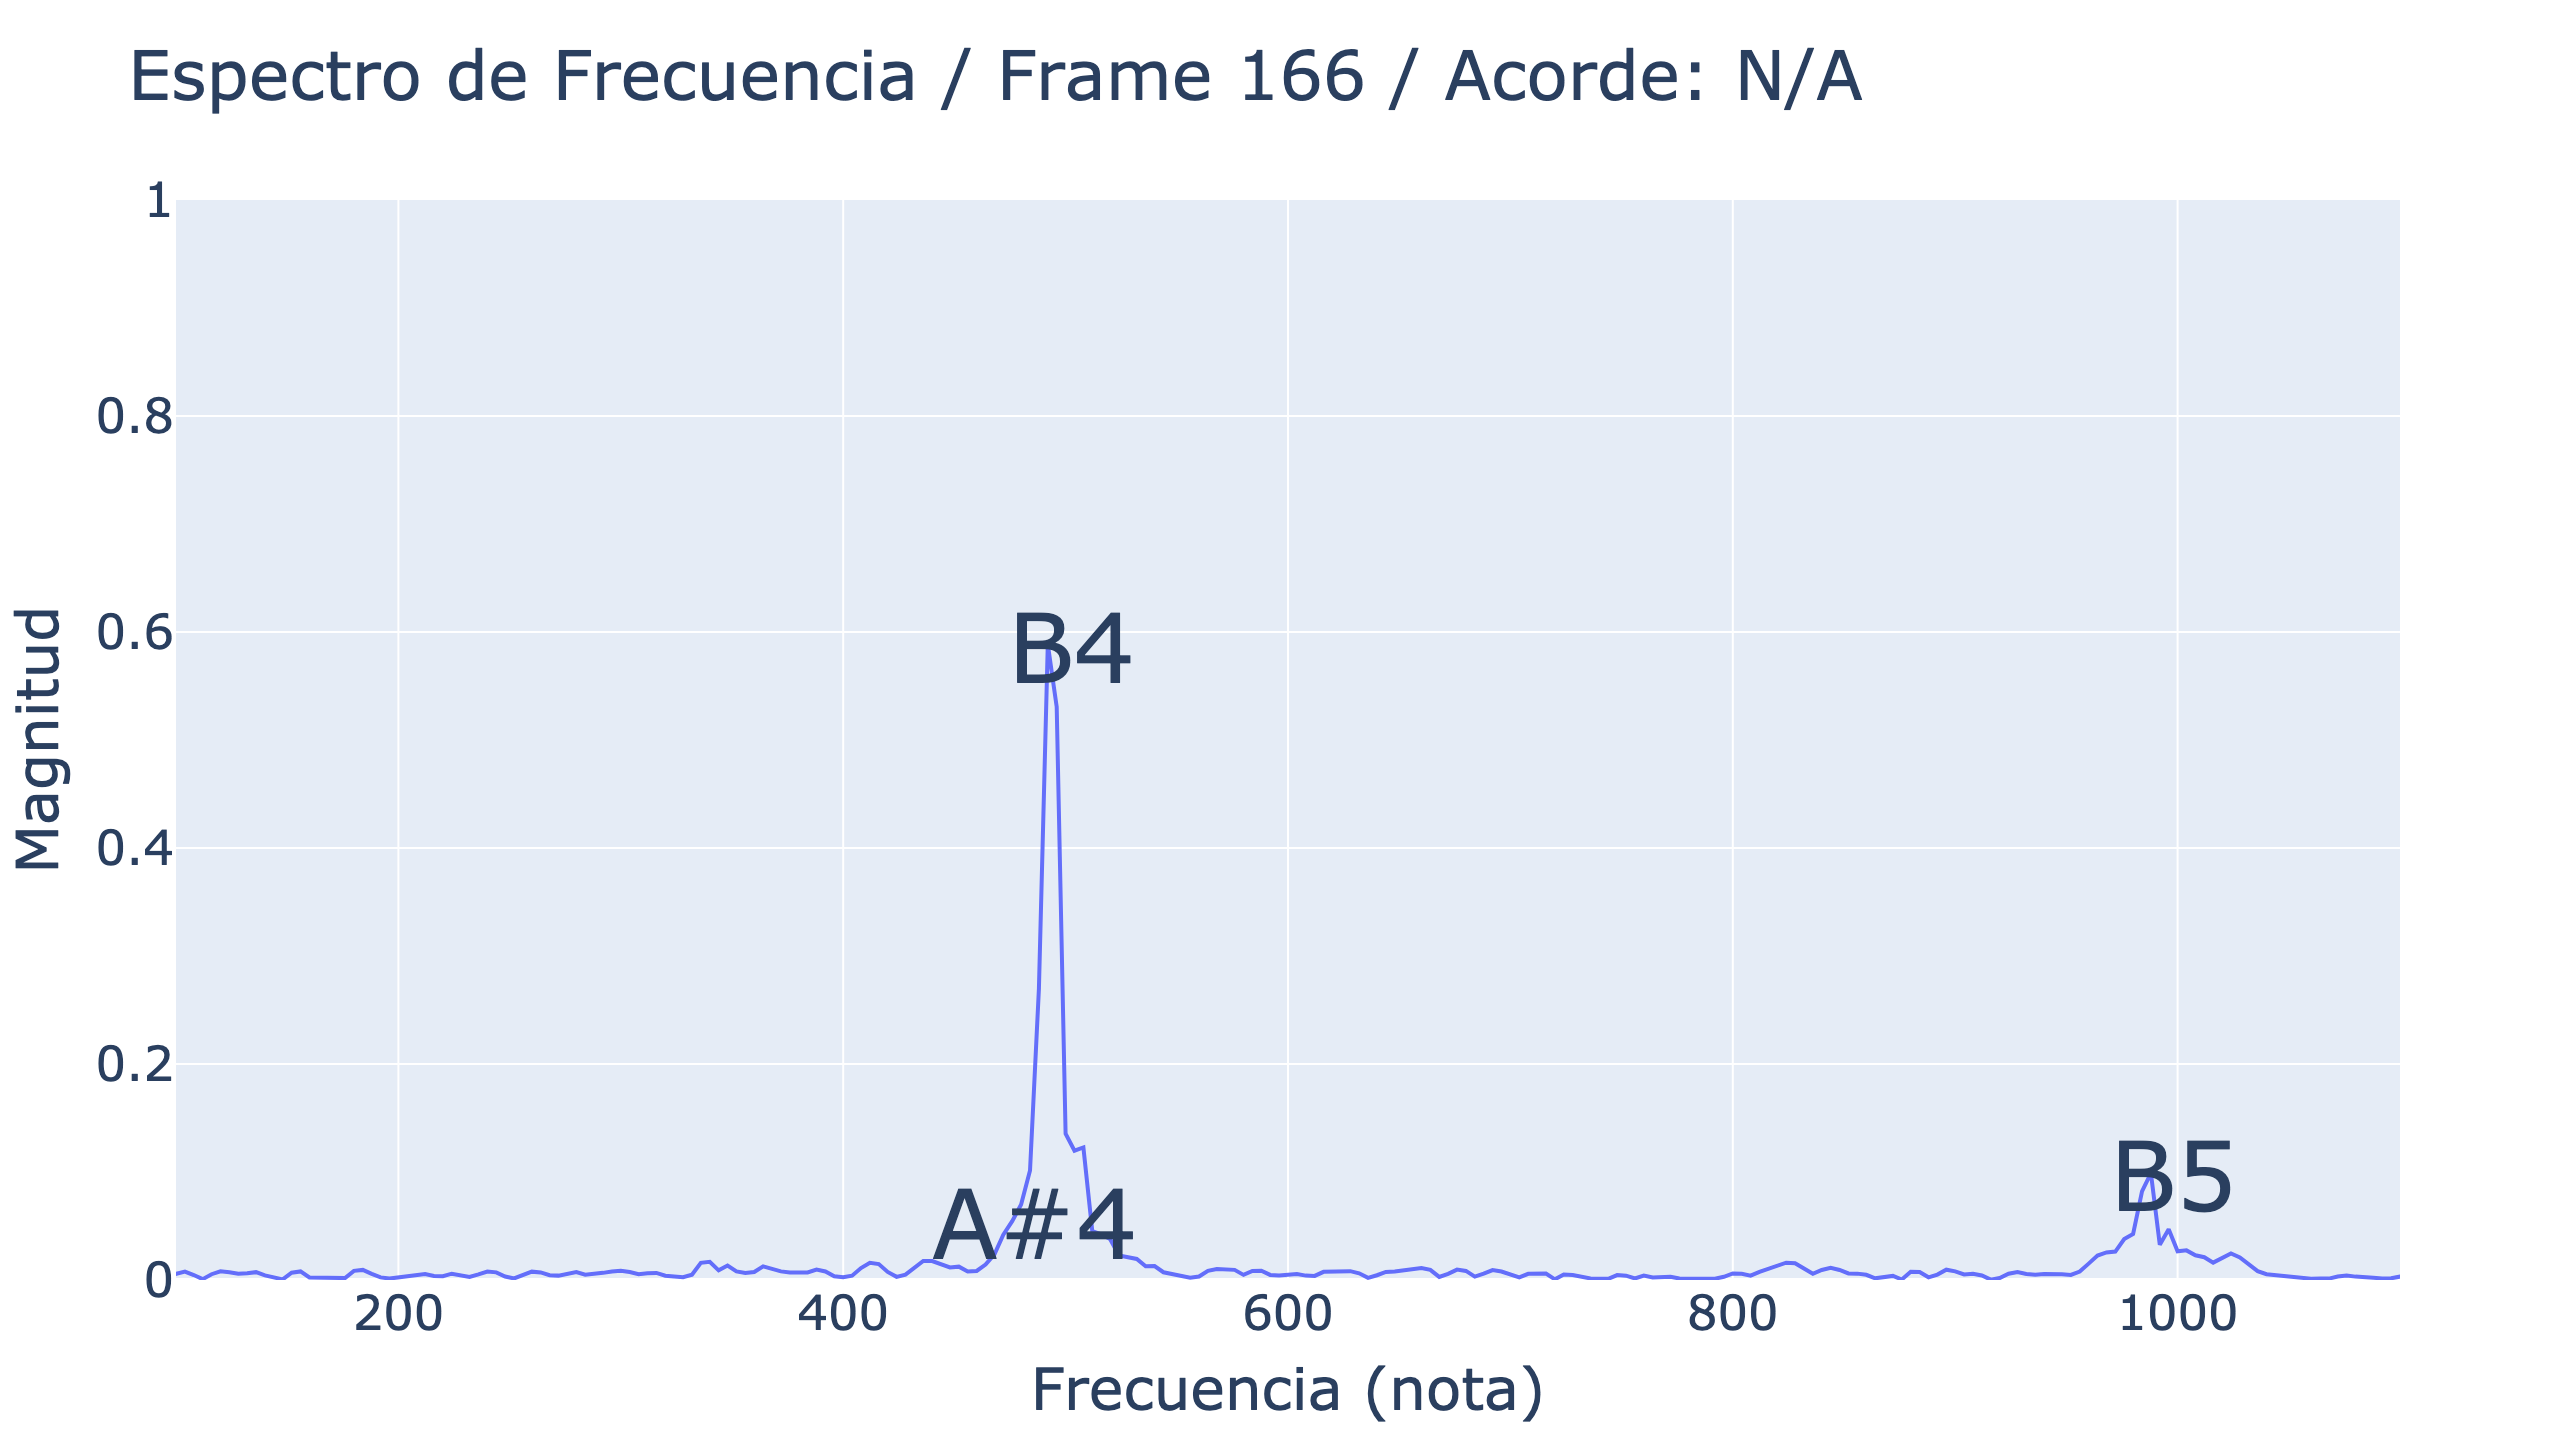 Espectro de Frecuencia / Frame 166 / Acorde: N/A
1
0.8
0.6
0.4
0.2
0
Magnitud
B4
A#4
B5
200 400 600 800 1000
Frecuencia (nota)